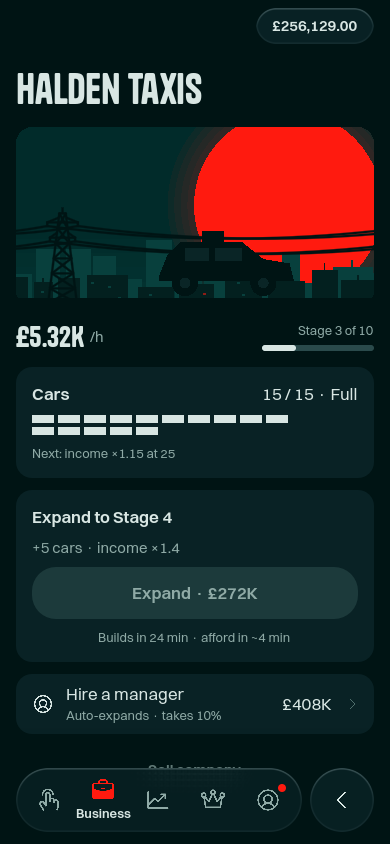 £256,129.00
HALDEN TAXIS
£5.32K /h
Stage 3 of 10
Cars
15 / 15 · Full
Next: income ×1.15 at 25
Expand to Stage 4
+5 cars · income ×1.4
Expand · £272K
Builds in 24 min · afford in ~4 min
Hire a manager
£408K
Auto-expands · takes 10%
Sell company
Business